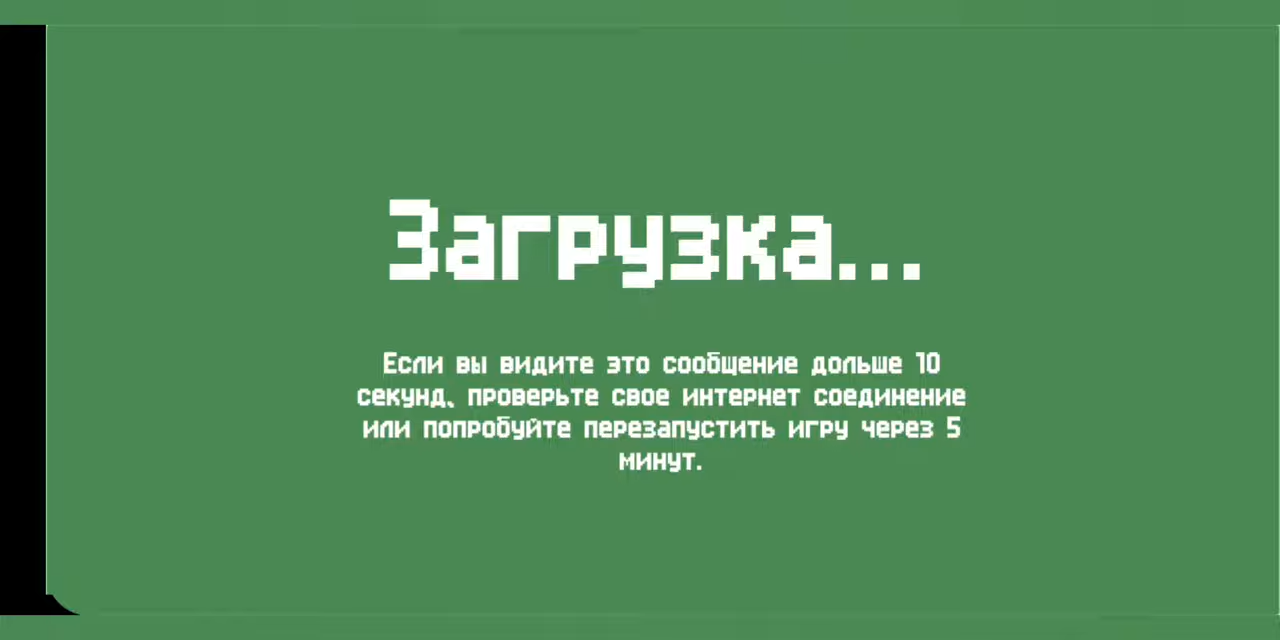 Загрузка...
Если вы видите это сообщение дольше 10
секунд, проверьте свое интернет соединение
или попробуйте перезапустить игру через 5
минут.